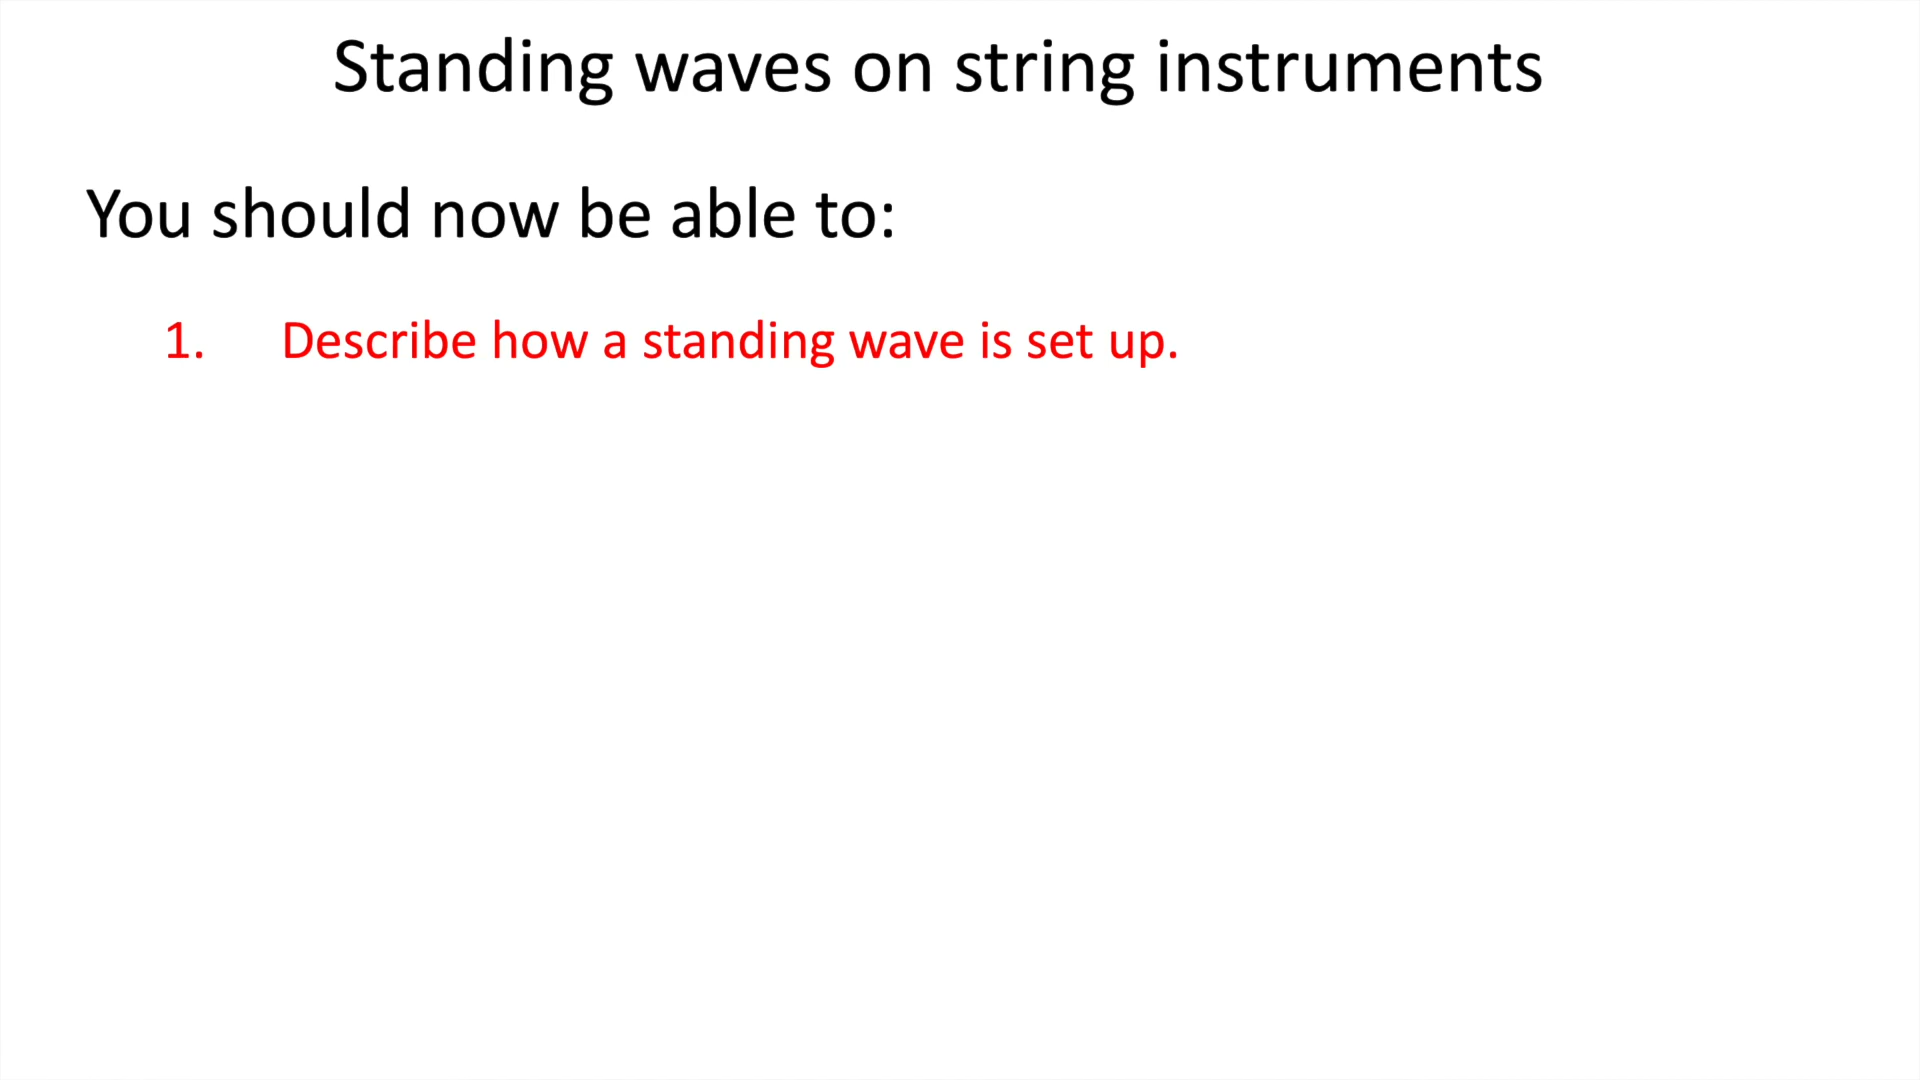 Standing waves on string instruments
You should now be able to:
1. Describe how a standing wave is set up.